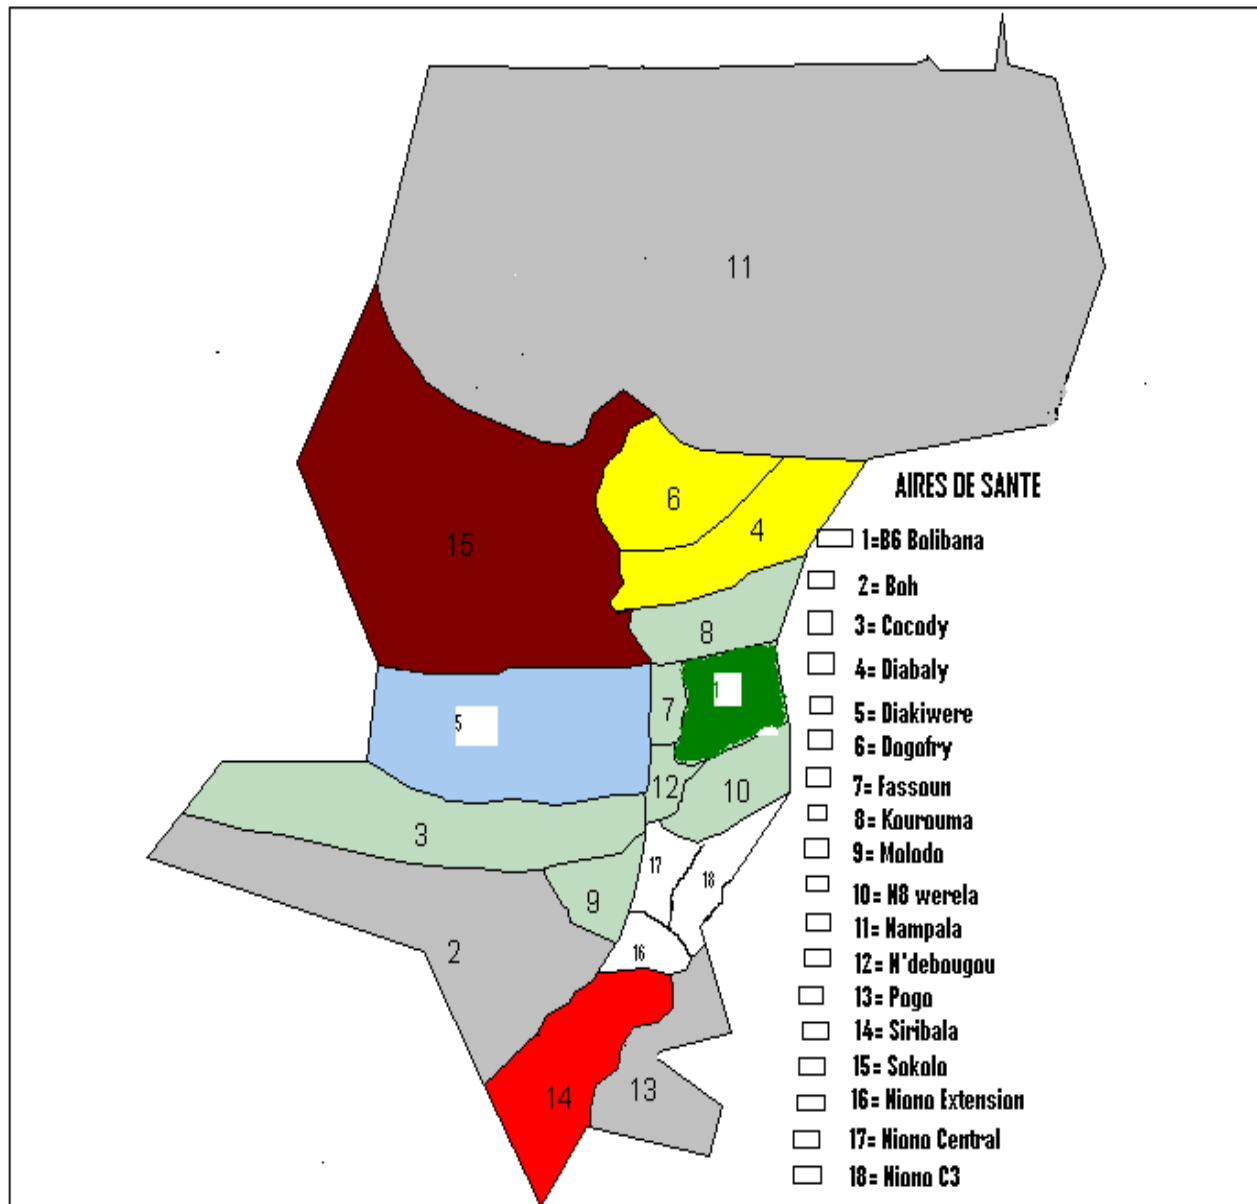 11
6
4
15
8
1
7
5
12
10
3
17
18
9
2
16
14
13
AIRES DE SANTE
1=B6 Bolibana
2= Boh
3= Cocody
4= Diabaly
5= Diakiwere
6= Dogofry
7= Fassoun
8= Kourouma
9= Molodo
10= N8 werela
11= Nampala
12= N'debougou
13= Pogo
14= Siribala
15= Sokolo
16= Niono Extension
17= Niono Central
18= Niono C3